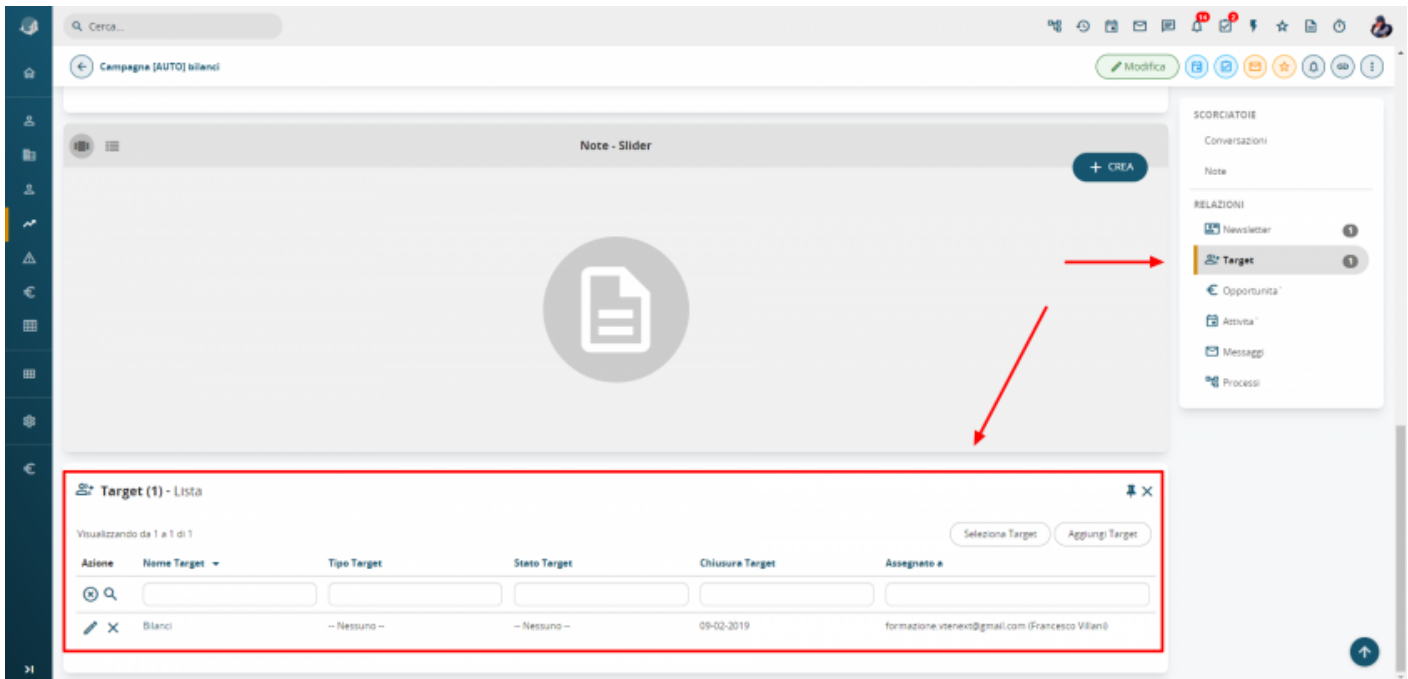 Cerca...
14
2
Campagna [AUTO] bilanci
Modifica
Note - Slider
+ CREA
SCORCIATOIE
Conversazioni
Note
RELAZIONI
Newsletter 1
Target 1
Opportunita`
Attivita`
Messaggi
Processi
Target (1) - Lista
Visualizzando da 1 a 1 di 1
Seleziona Target
Aggiungi Target
Azione Nome Target Tipo Target Stato Target Chiusura Target Assegnato a
Bilanci -- Nessuno -- -- Nessuno -- 09-02-2019 formazione.vtenext@gmail.com (Francesco Villani)